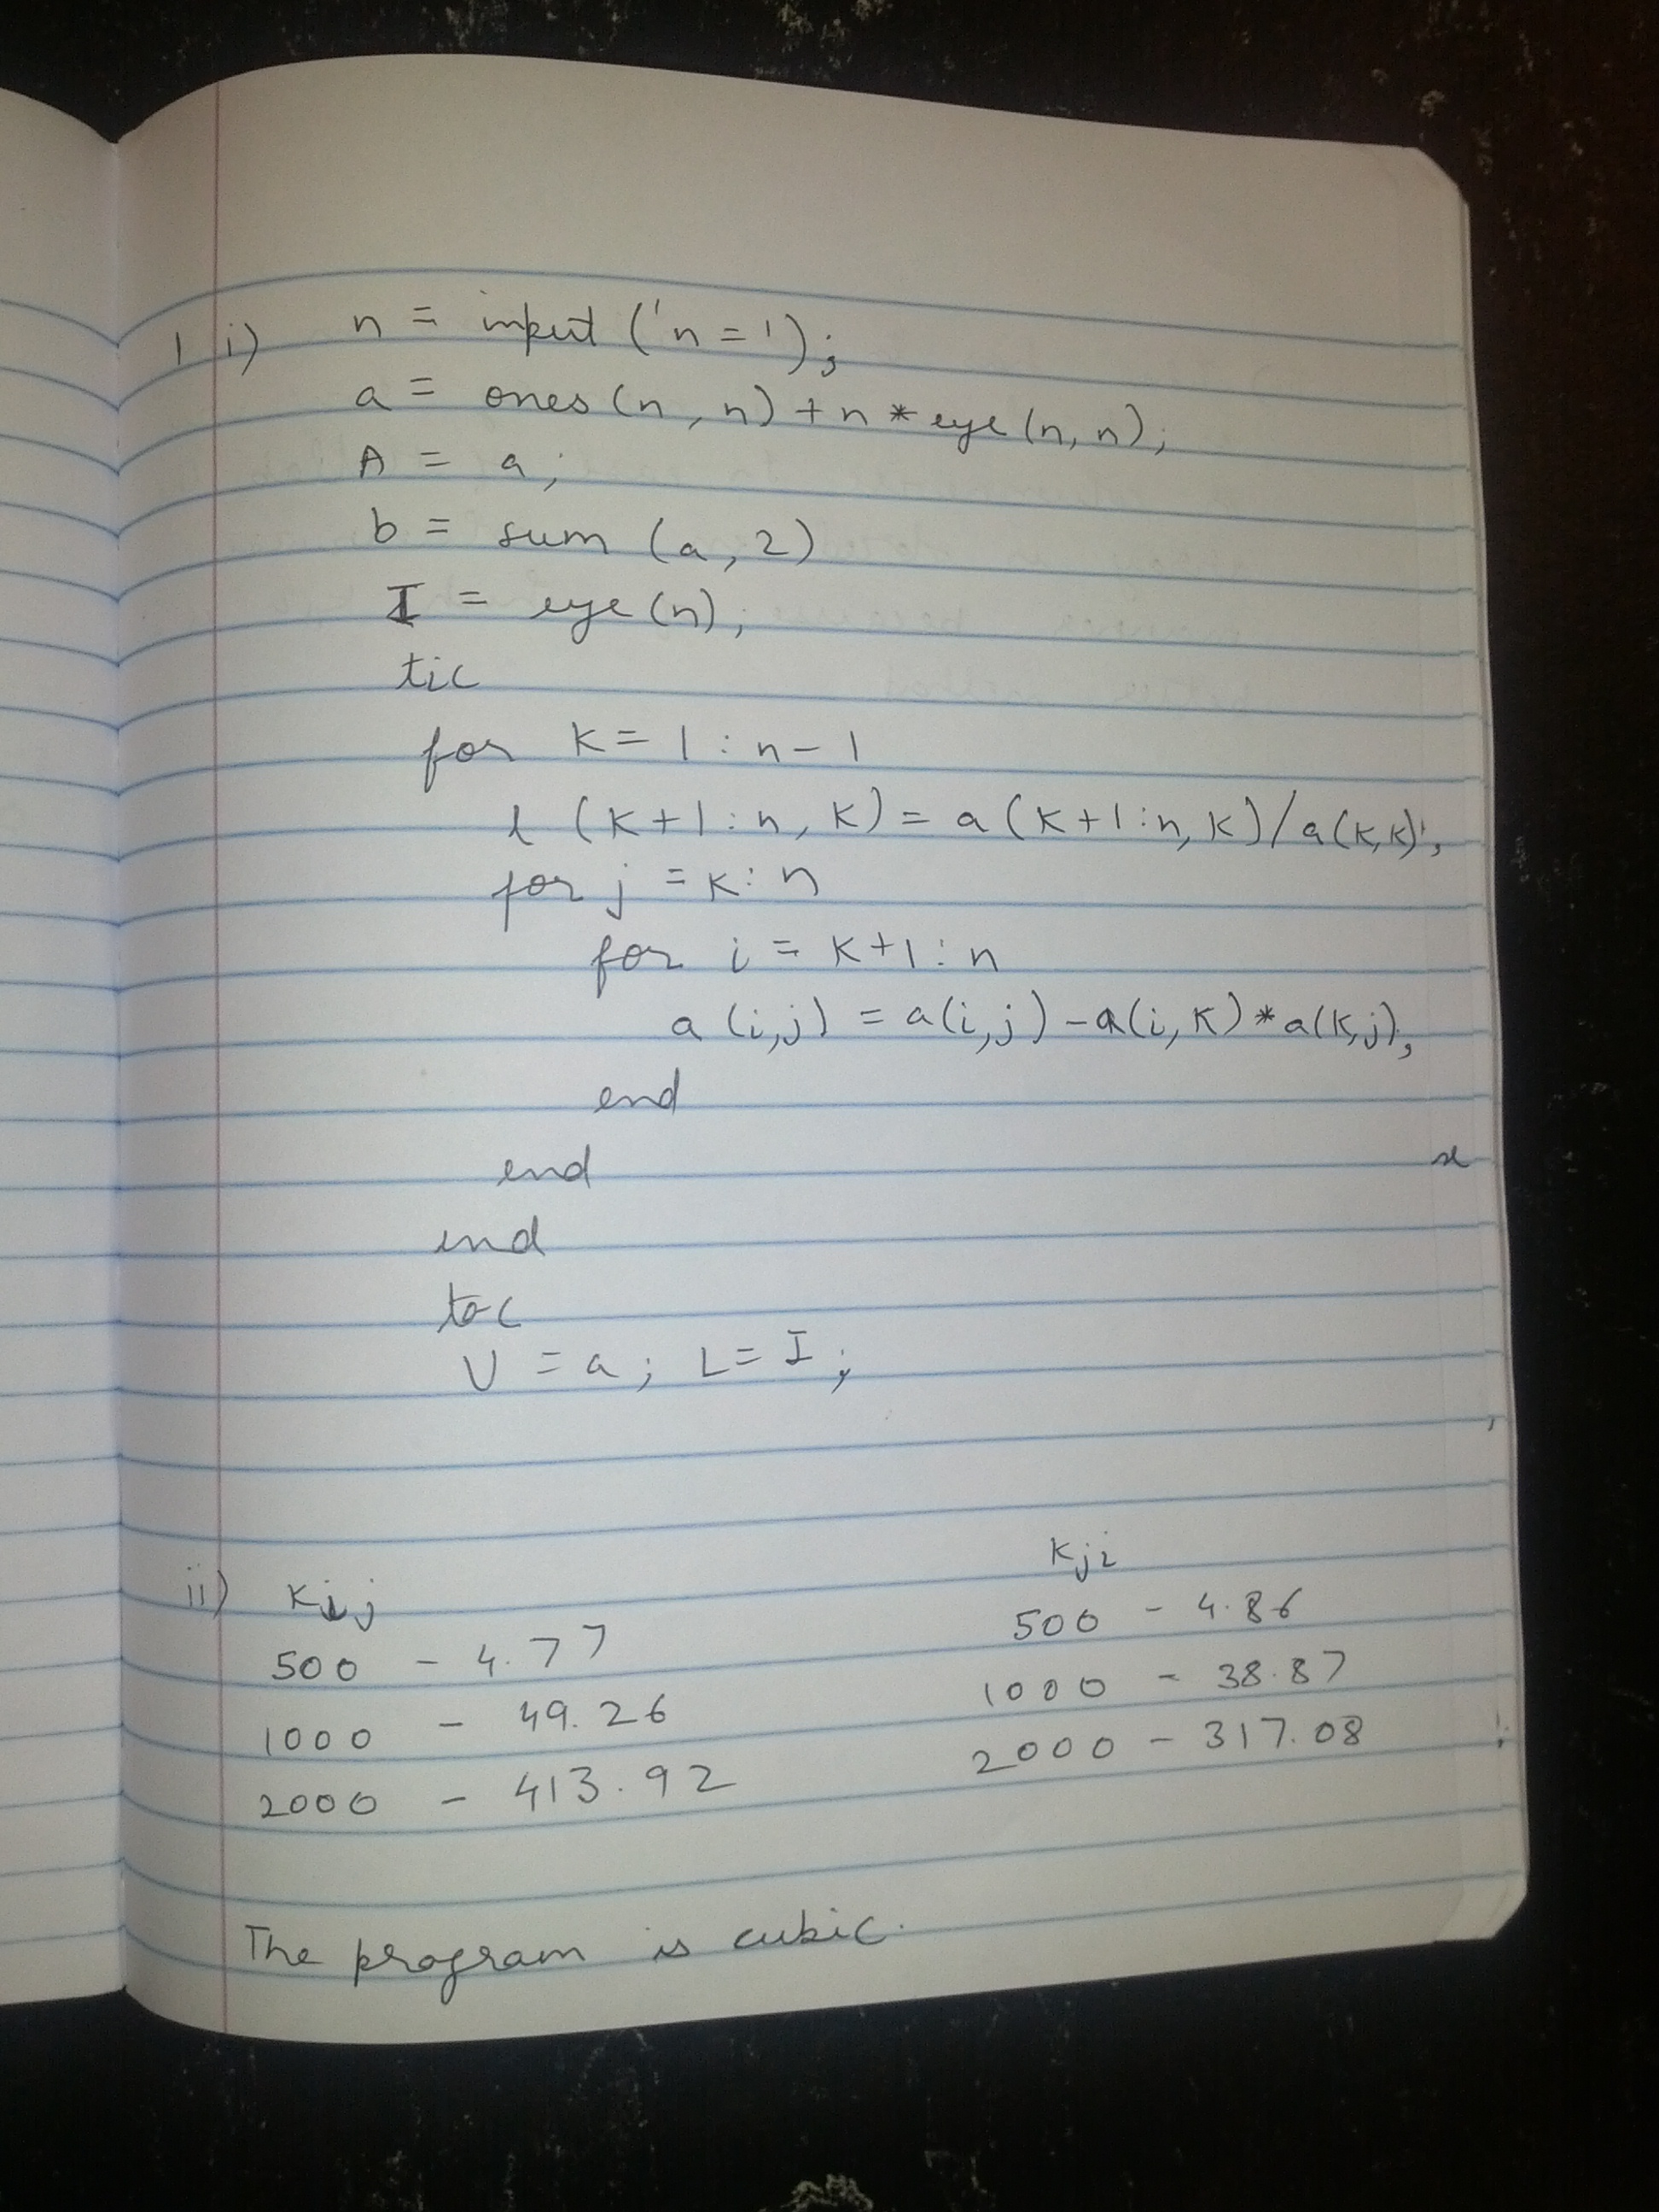 1 i) n = input ('n=');
a = ones(n, n) + n * eye(n, n);
A = a;
b = sum (a, 2)
I = eye(n);
tic
for k = 1 : n - 1
l (k+1 : n, k) = a (k+1:n, k)/a(k,k);
for j = k : n
for i = k+1 : n
a (i,j) = a(i,j) - a(i, k) * a(k,j);
end
end
end
toc
U = a; L = I;
ii) kij
500 - 4.77
1000 - 49.26
2000 - 413.92
kji
500 - 4.86
1000 - 38.87
2000 - 317.08
The program is cubic.